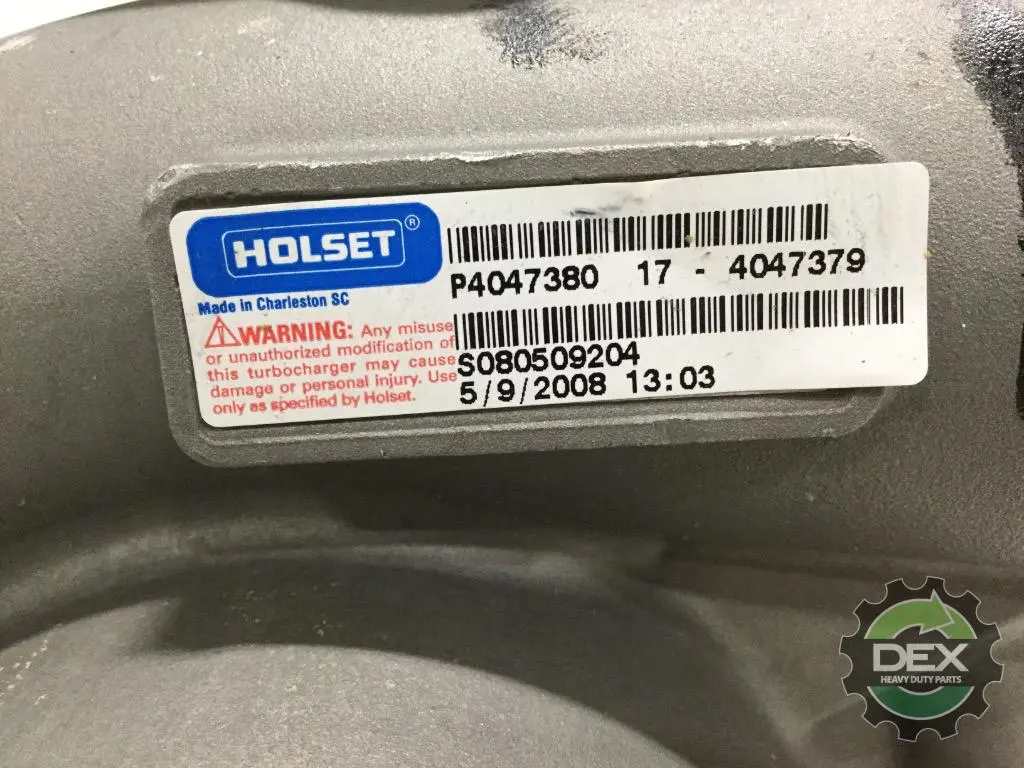 HOLSET®
Made in Charleston SC
WARNING: Any misuse
or unauthorized modification of
this turbocharger may cause
damage or personal injury. Use
only as specified by Holset.
P4047380 17 - 4047379
S080509204
5/9/2008 13:03
DEX
HEAVY DUTY PARTS